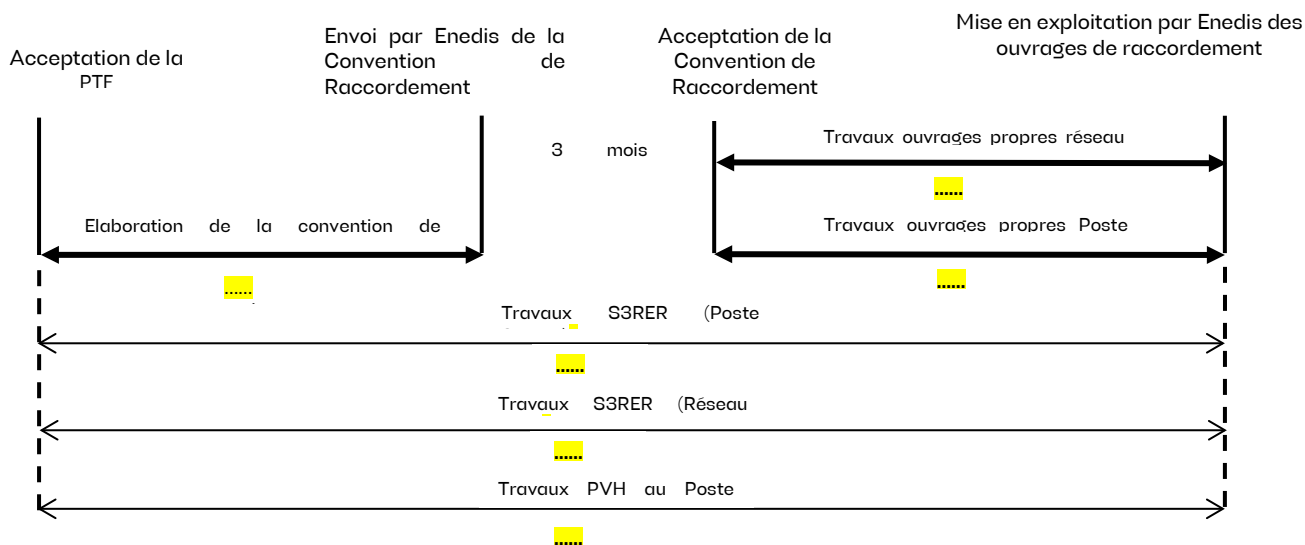 Acceptation de la
PTF
Envoi par Enedis de la
Convention de
Raccordement
Acceptation de la
Convention de
Raccordement
Mise en exploitation par Enedis des
ouvrages de raccordement
3 mois
Travaux ouvrages propres réseau
......
Elaboration de la convention de
......
Travaux ouvrages propres Poste
......
Travaux S3RER (Poste
......
Travaux S3RER (Réseau
......
Travaux PVH au Poste
......